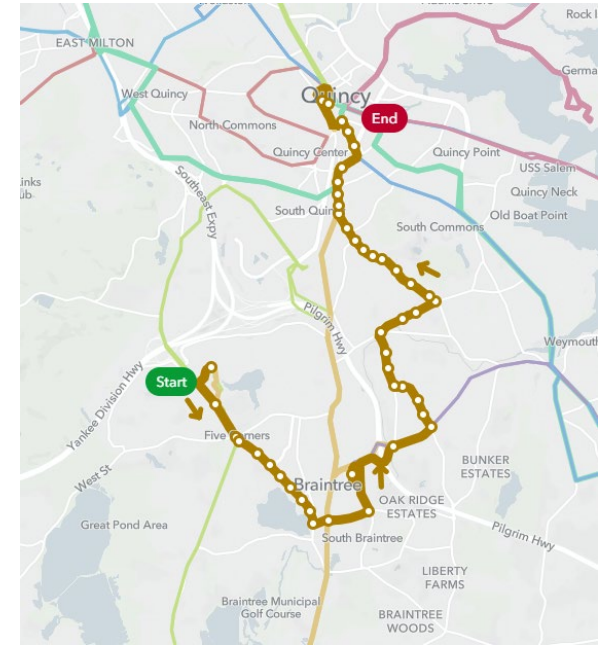 Rock I
EAST MILTON
Germa
West Quincy
Quincy
End
North Commons
Quincy Center
Quincy Point
USS Salem
inks
ub
Southeast Expy
Quincy Neck
South Quin
Old Boat Point
South Commons
Pilgrim Hwy
Weymouth
Yankee Division Hwy
Start
Five Corners
West St
BUNKER
ESTATES
Braintree
OAK RIDGE
ESTATES
Great Pond Area
South Braintree
Pilgrim Hwy
LIBERTY
FARMS
Braintree Municipal
Golf Course
BRAINTREE
WOODS